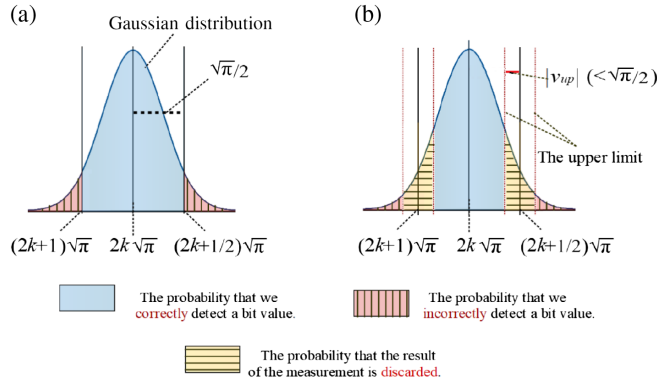 (a)
Gaussian distribution
√π/2
(2k+1)√π
2k√π
(2k+1/2)√π
(b)
|v_up| (<√π/2)
The upper limit
(2k+1)√π
2k√π
(2k+1/2)√π
The probability that we
correctly detect a bit value.
The probability that we
incorrectly detect a bit value.
The probability that the result
of the measurement is discarded.